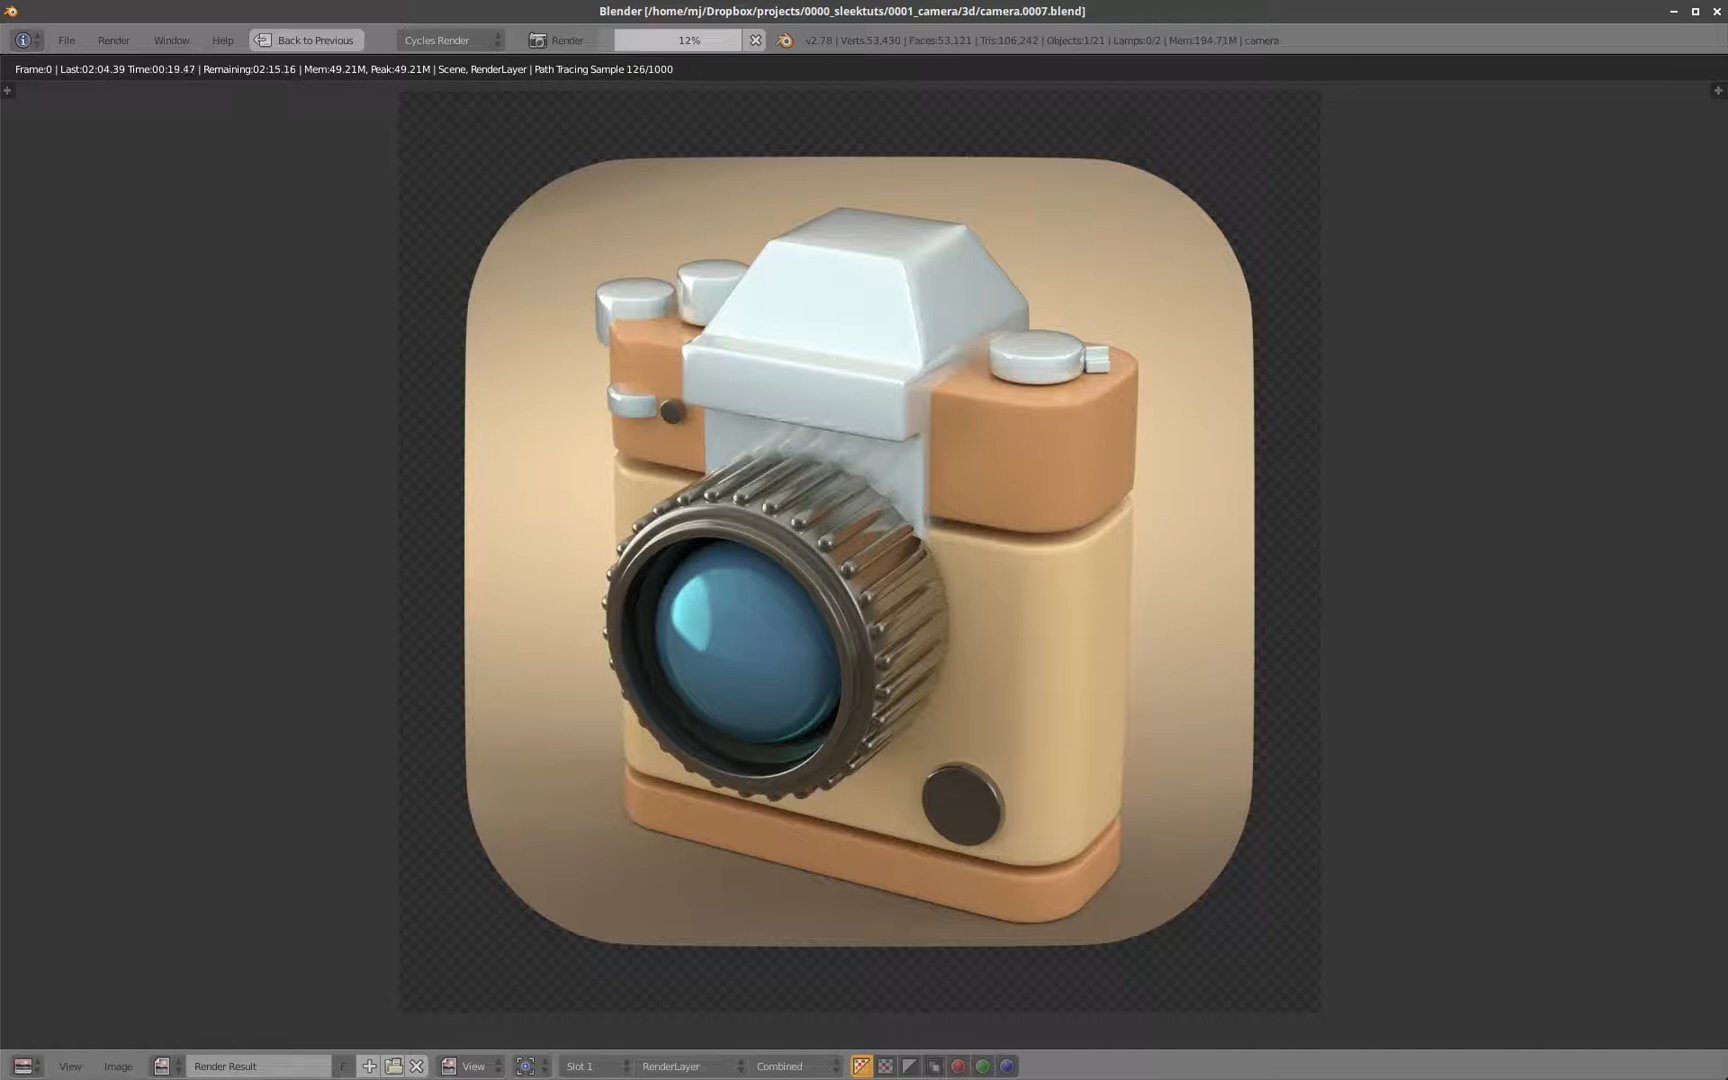 Blender [/home/mj/Dropbox/projects/0000_sleektuts/0001_camera/3d/camera.0007.blend]
File Render Window Help Back to Previous Cycles Render Render 12% v2.78 | Verts:53,430 | Faces:53,121 | Tris:106,242 | Objects:1/21 | Lamps:0/2 | Mem:194.71M | camera
Frame:0 | Last:02:04.39 Time:00:19.47 | Remaining:02:15.16 | Mem:49.21M, Peak:49.21M | Scene, RenderLayer | Path Tracing Sample 126/1000
View Image Render Result F View Slot 1 RenderLayer Combined